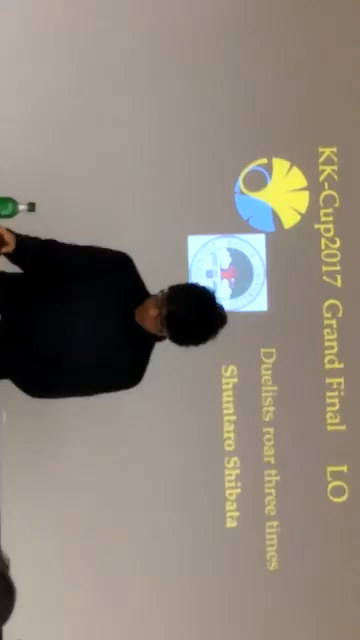 KK-Cup2017 Grand Final LO
Duelists roar three times
Shuntaro Shibata